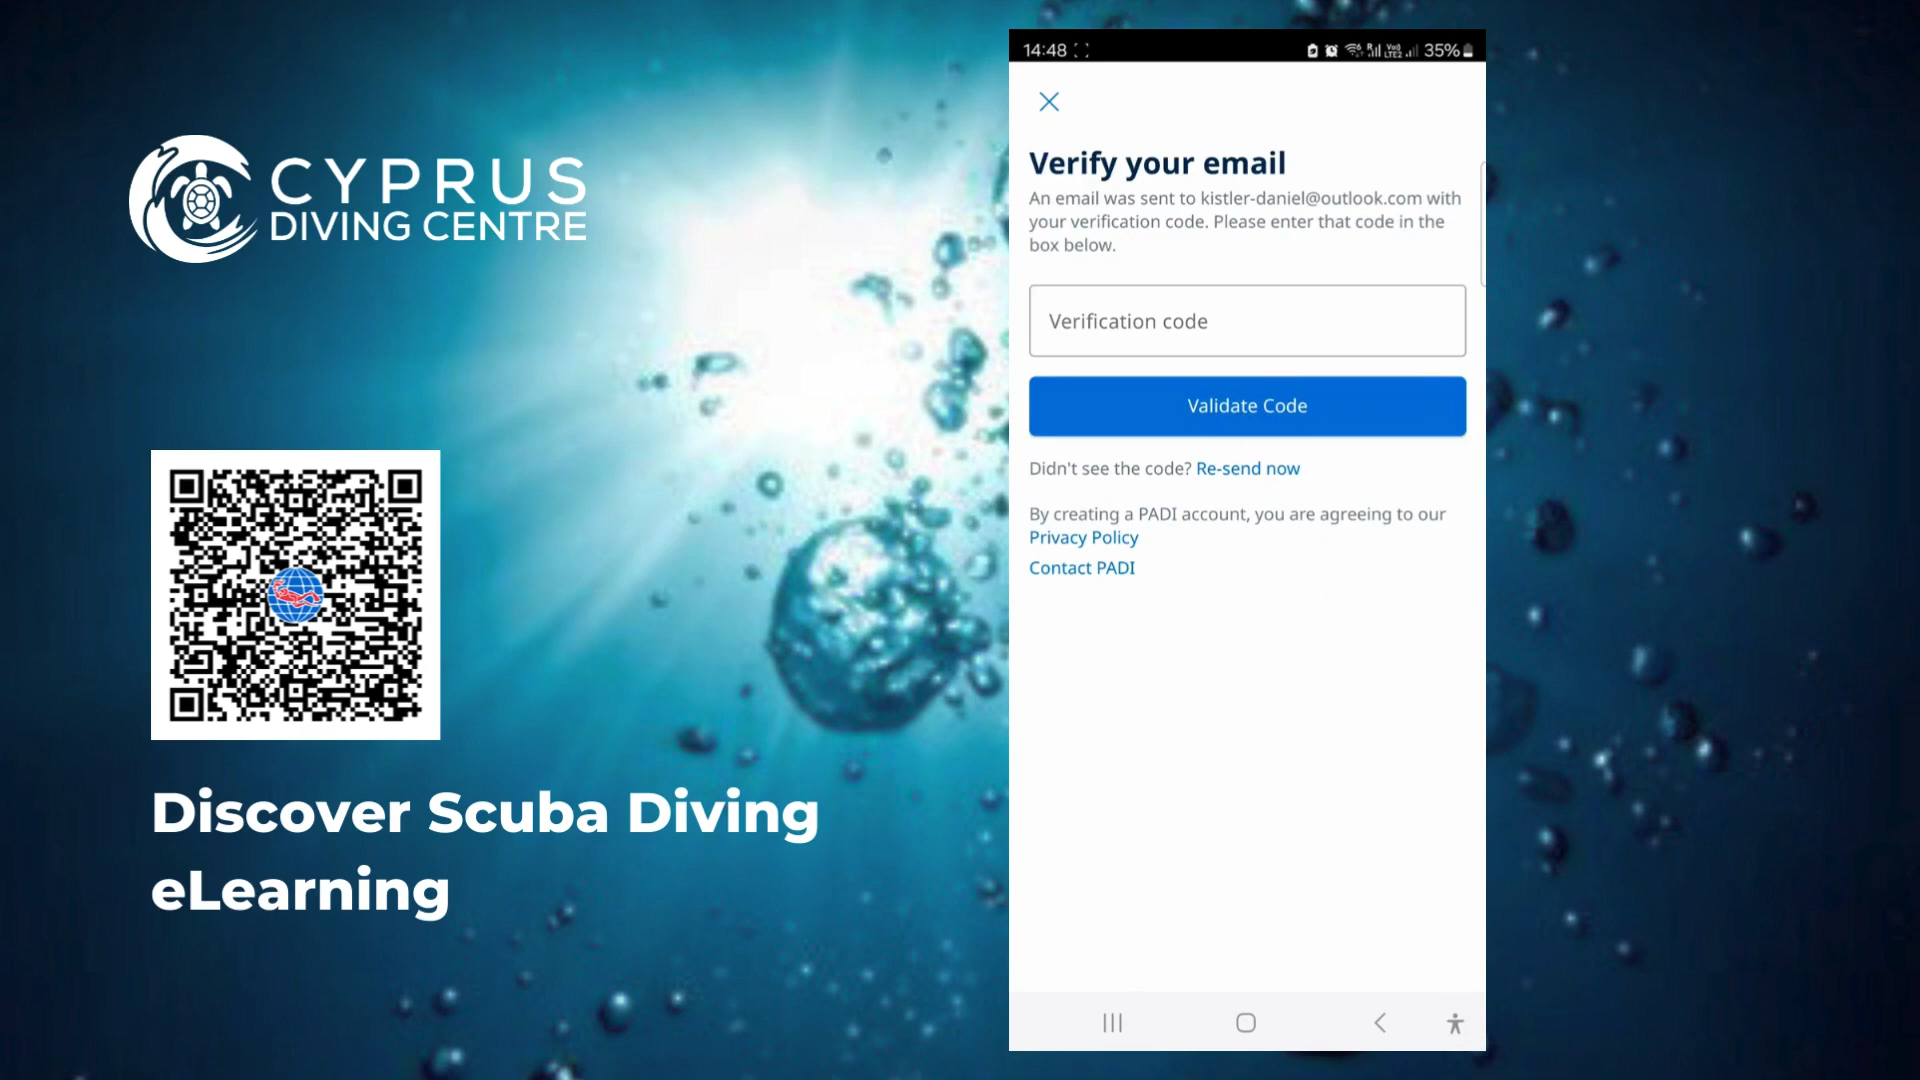 CYPRUS
DIVING CENTRE
Discover Scuba Diving
eLearning
14:48
35%
Verify your email
An email was sent to kistler-daniel@outlook.com with
your verification code. Please enter that code in the
box below.
Verification code
Validate Code
Didn't see the code? Re-send now
By creating a PADI account, you are agreeing to our
Privacy Policy
Contact PADI